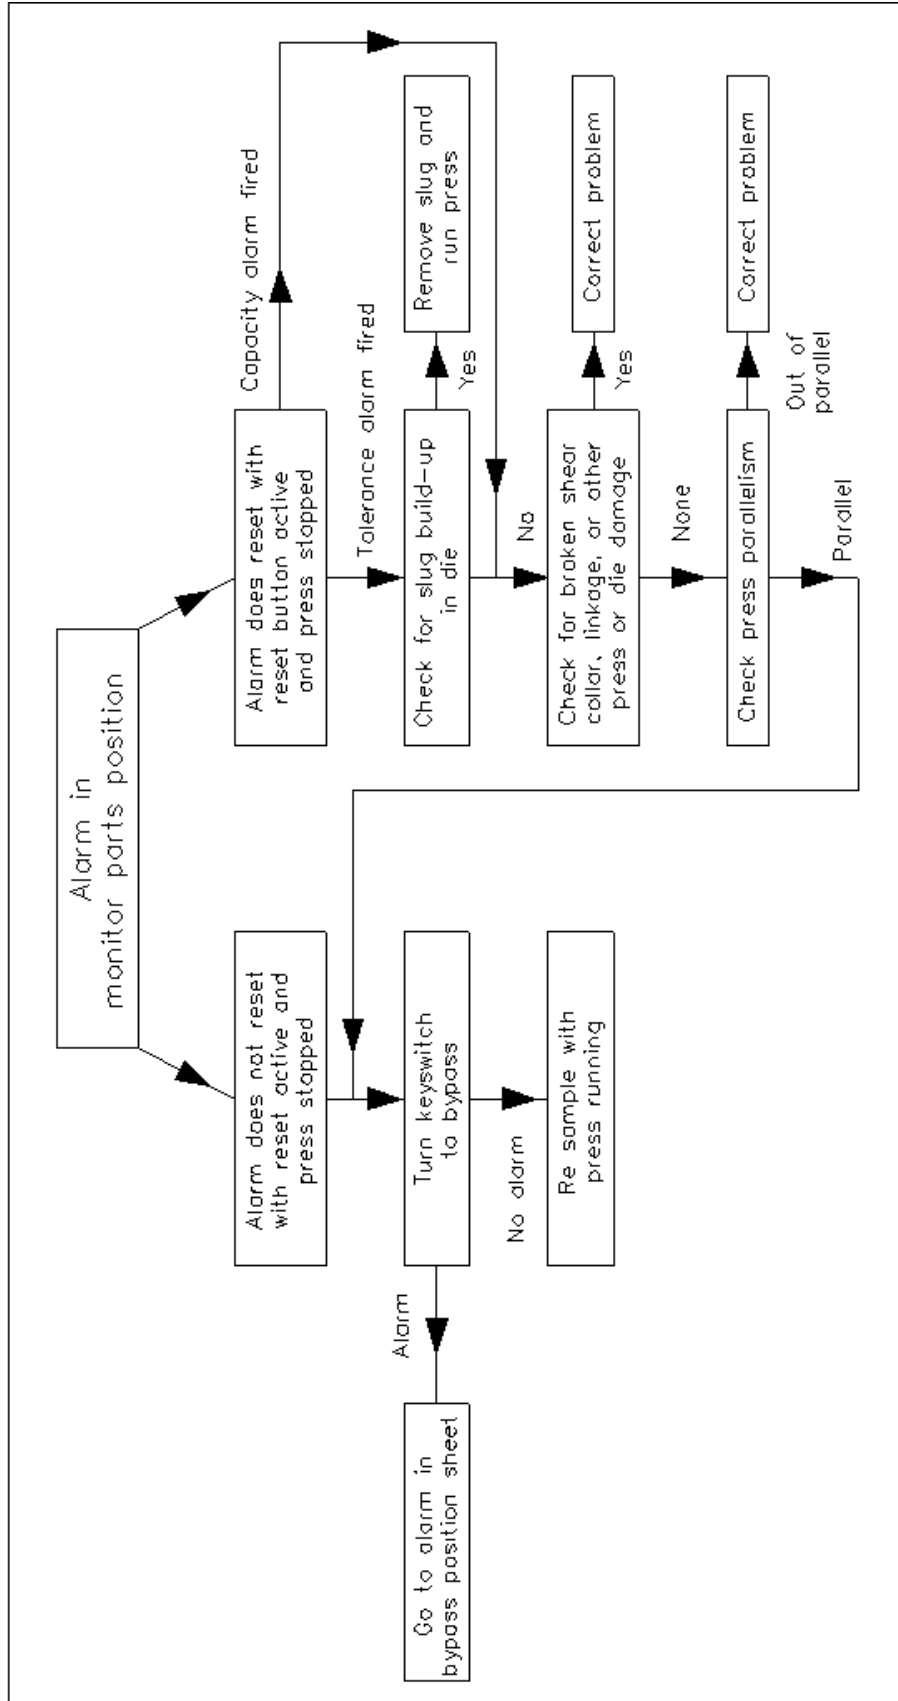 Alarm in
monitor parts position
Alarm does not reset
with reset active and
press stopped
Alarm does reset with
reset button active
and press stopped
Capacity alarm fired
Tolerance alarm fired
Go to alarm in
bypass position sheet
Alarm
Turn keyswitch
to bypass
Check for slug build-up
in die
Yes
Remove slug and
run press
No alarm
No
Re sample with
press running
Check for broken shear
collar, linkage, or other
press or die damage
Yes
Correct problem
None
Check press parallelism
Out of
parallel
Correct problem
Parallel